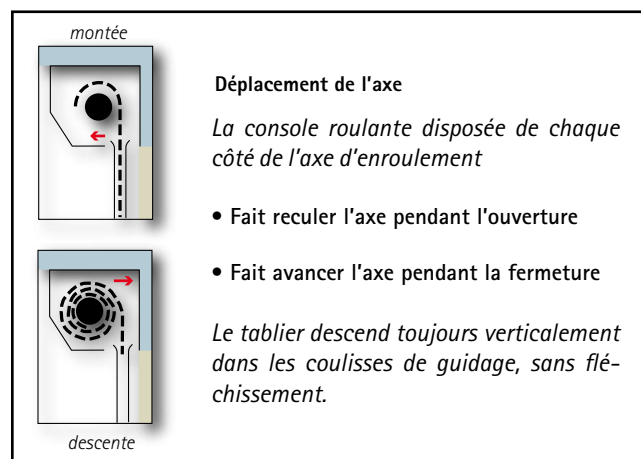 montée
Déplacement de l'axe
La console roulante disposée de chaque
côté de l'axe d'enroulement
• Fait reculer l'axe pendant l'ouverture
• Fait avancer l'axe pendant la fermeture
Le tablier descend toujours verticalement
dans les coulisses de guidage, sans flé-
chissement.
descente